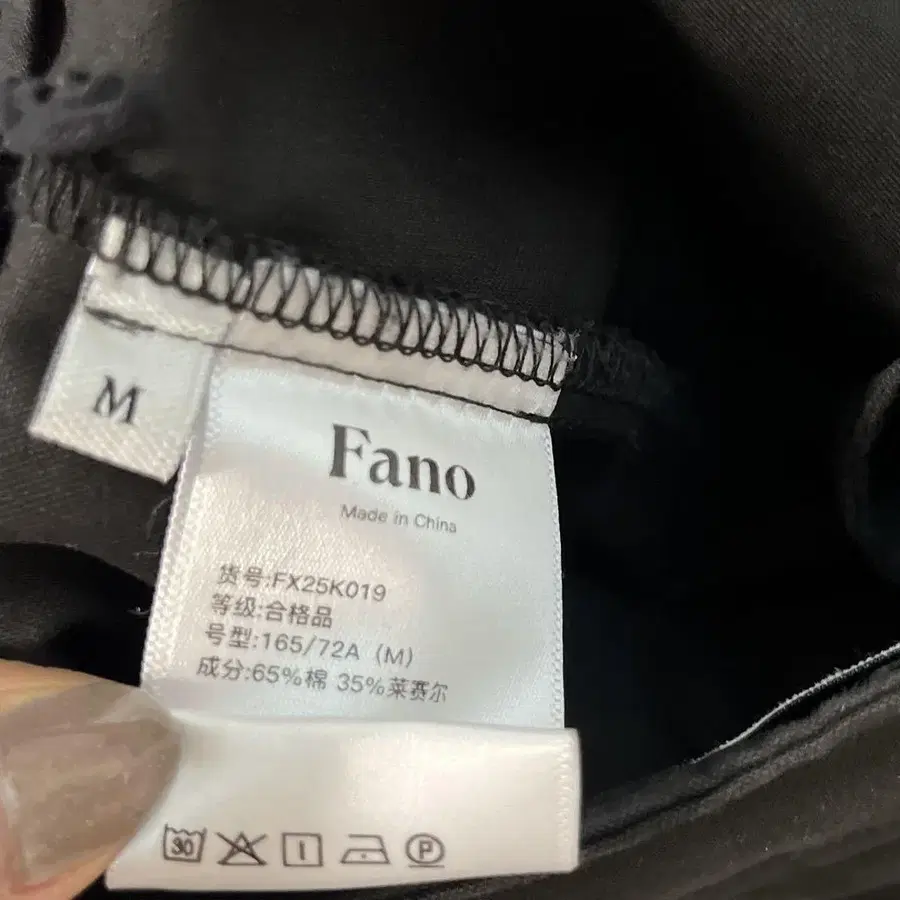 M
Fano
Made in China
货号:FX25K019
等级:合格品
号型:165/72A (M)
成分:65%棉 35%莱赛尔
30
P